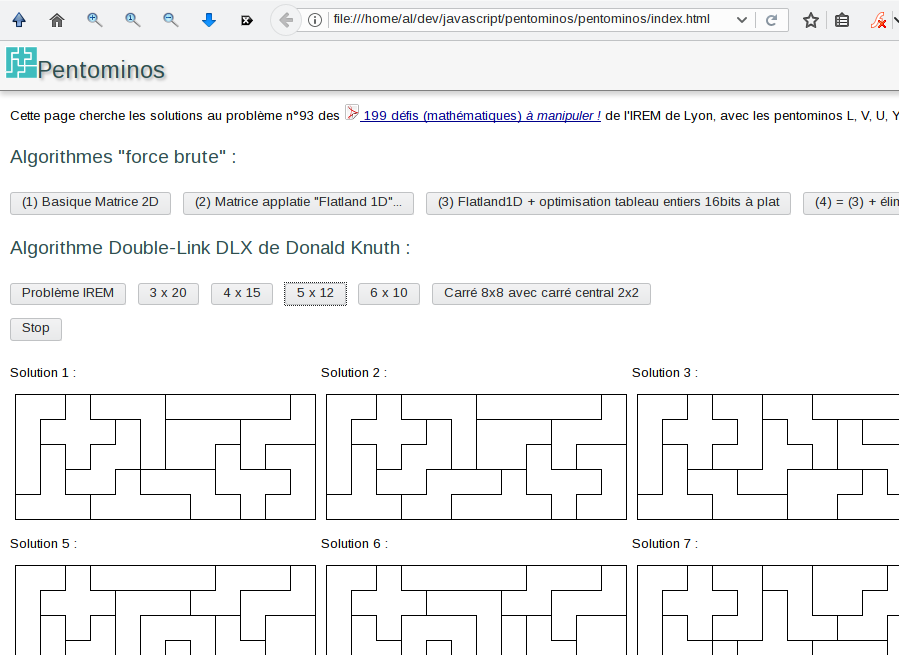 file:///home/al/dev/javascript/pentominos/pentominos/index.html
Pentominos
Cette page cherche les solutions au problème n°93 des 199 défis (mathématiques) à manipuler ! de l'IREM de Lyon, avec les pentominos L, V, U, Y
Algorithmes "force brute" :
(1) Basique Matrice 2D (2) Matrice applatie "Flatland 1D"... (3) Flatland1D + optimisation tableau entiers 16bits à plat (4) = (3) + élin
Algorithme Double-Link DLX de Donald Knuth :
Problème IREM 3 x 20 4 x 15 5 x 12 6 x 10 Carré 8x8 avec carré central 2x2
Stop
Solution 1 : Solution 2 : Solution 3 :
Solution 5 : Solution 6 : Solution 7 :